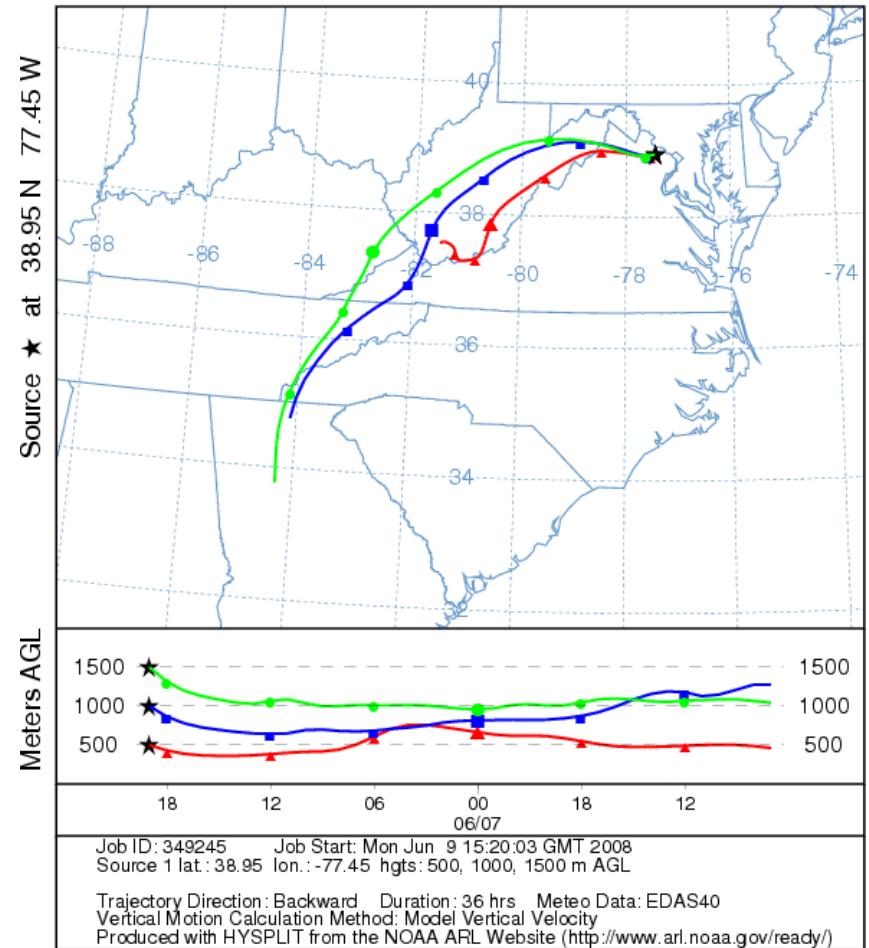 Source ★ at 38.95 N 77.45 W
40
38
-88
-86
-84
-82
-80
-78
-76
-74
36
34
32
Meters AGL
1500 1500
1000 1000
500 500
18 12 06 00 18 12
06/07
Job ID: 349245 Job Start: Mon Jun 9 15:20:03 GMT 2008
Source 1 lat.: 38.95 lon.: -77.45 hgts: 500, 1000, 1500 m AGL
Trajectory Direction: Backward Duration: 36 hrs Meteo Data: EDAS40
Vertical Motion Calculation Method: Model Vertical Velocity
Produced with HYSPLIT from the NOAA ARL Website (http://www.arl.noaa.gov/ready/)